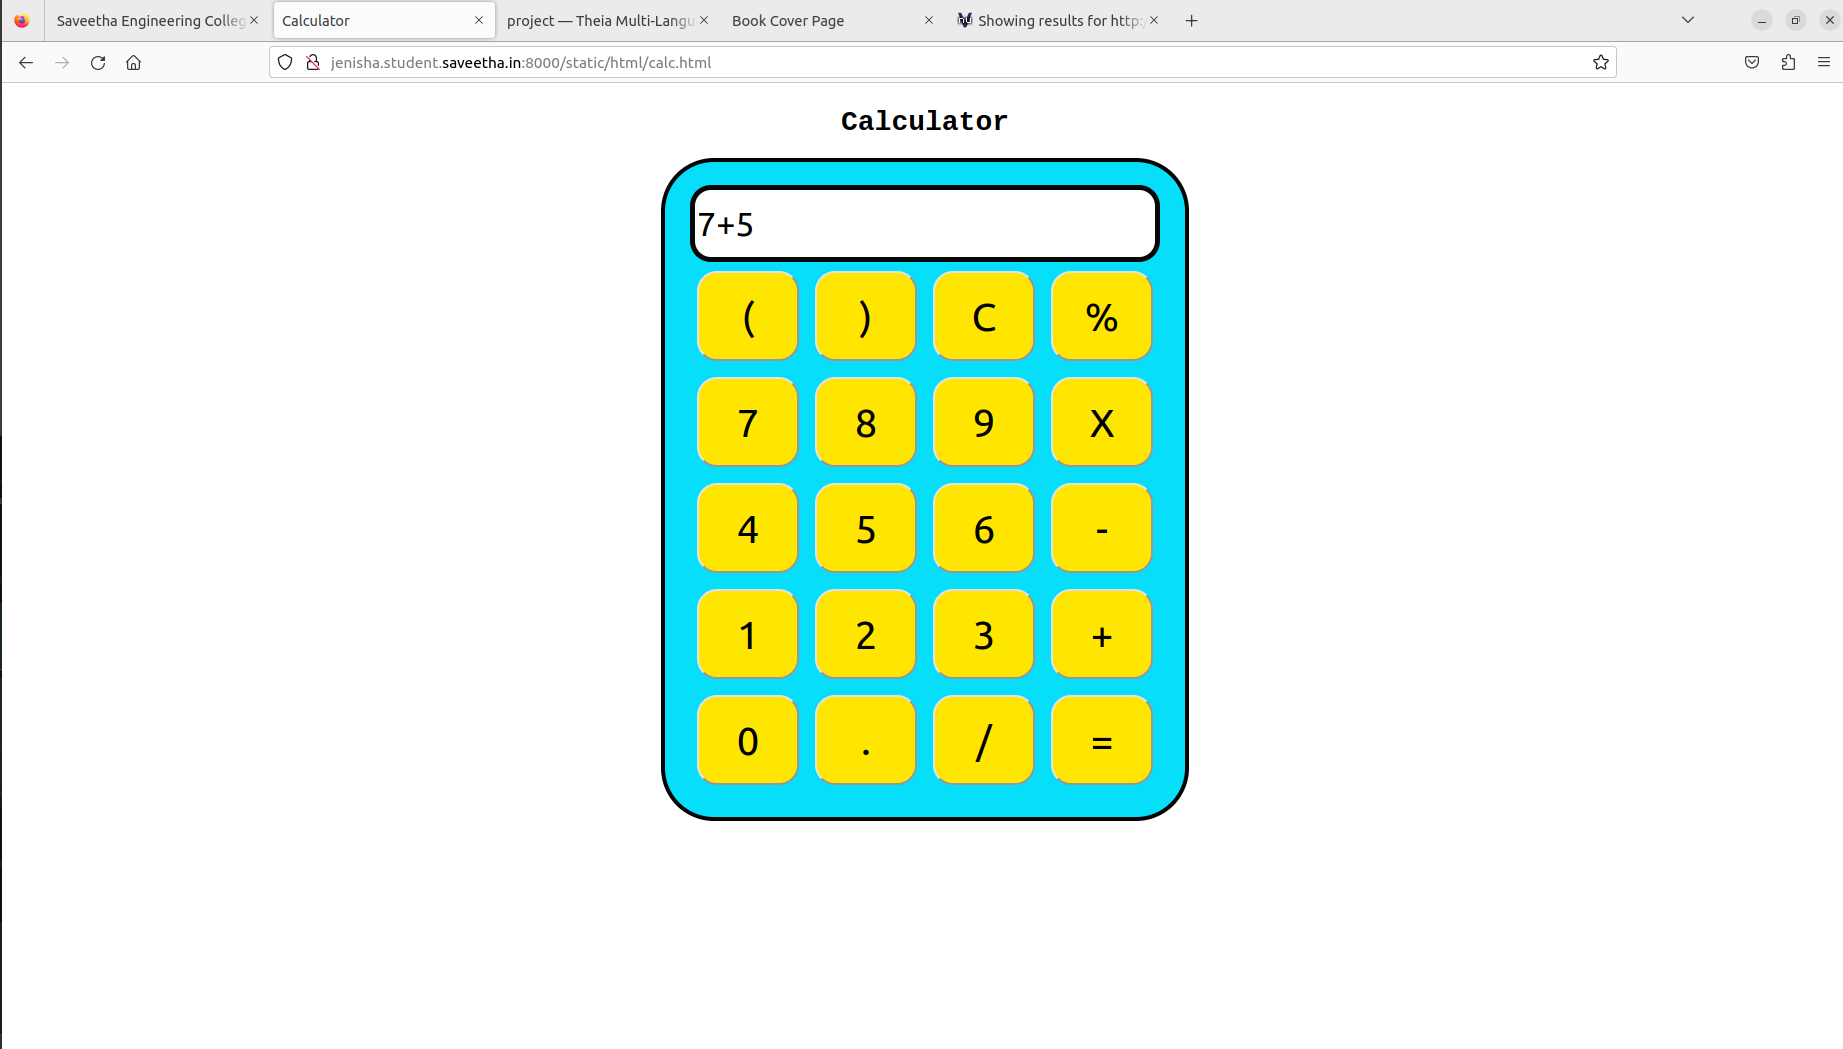 Saveetha Engineering Colleg
Calculator
project — Theia Multi-Langu
Book Cover Page
Showing results for http:
jenisha.student.saveetha.in:8000/static/html/calc.html
Calculator
7+5
( ) C %
7 8 9 X
4 5 6 -
1 2 3 +
0 . / =